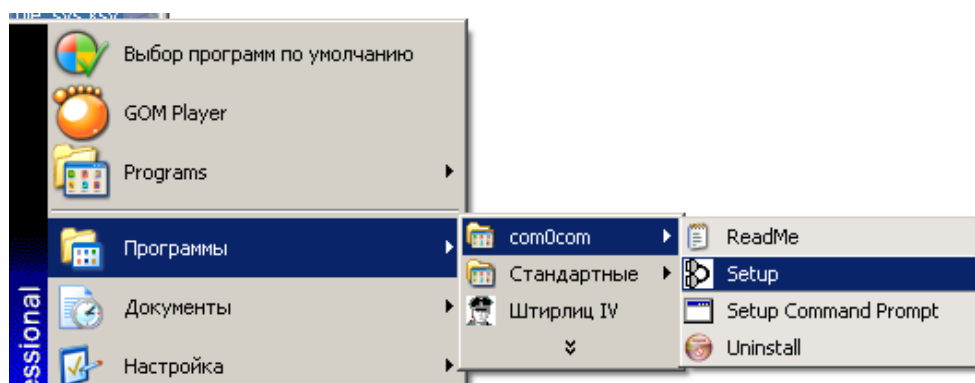 Выбор программ по умолчанию
GOM Player
Programs
Программы
Документы
Настройка
com0com
Стандартные
Штирлиц IV
ReadMe
Setup
Setup Command Prompt
Uninstall
essional